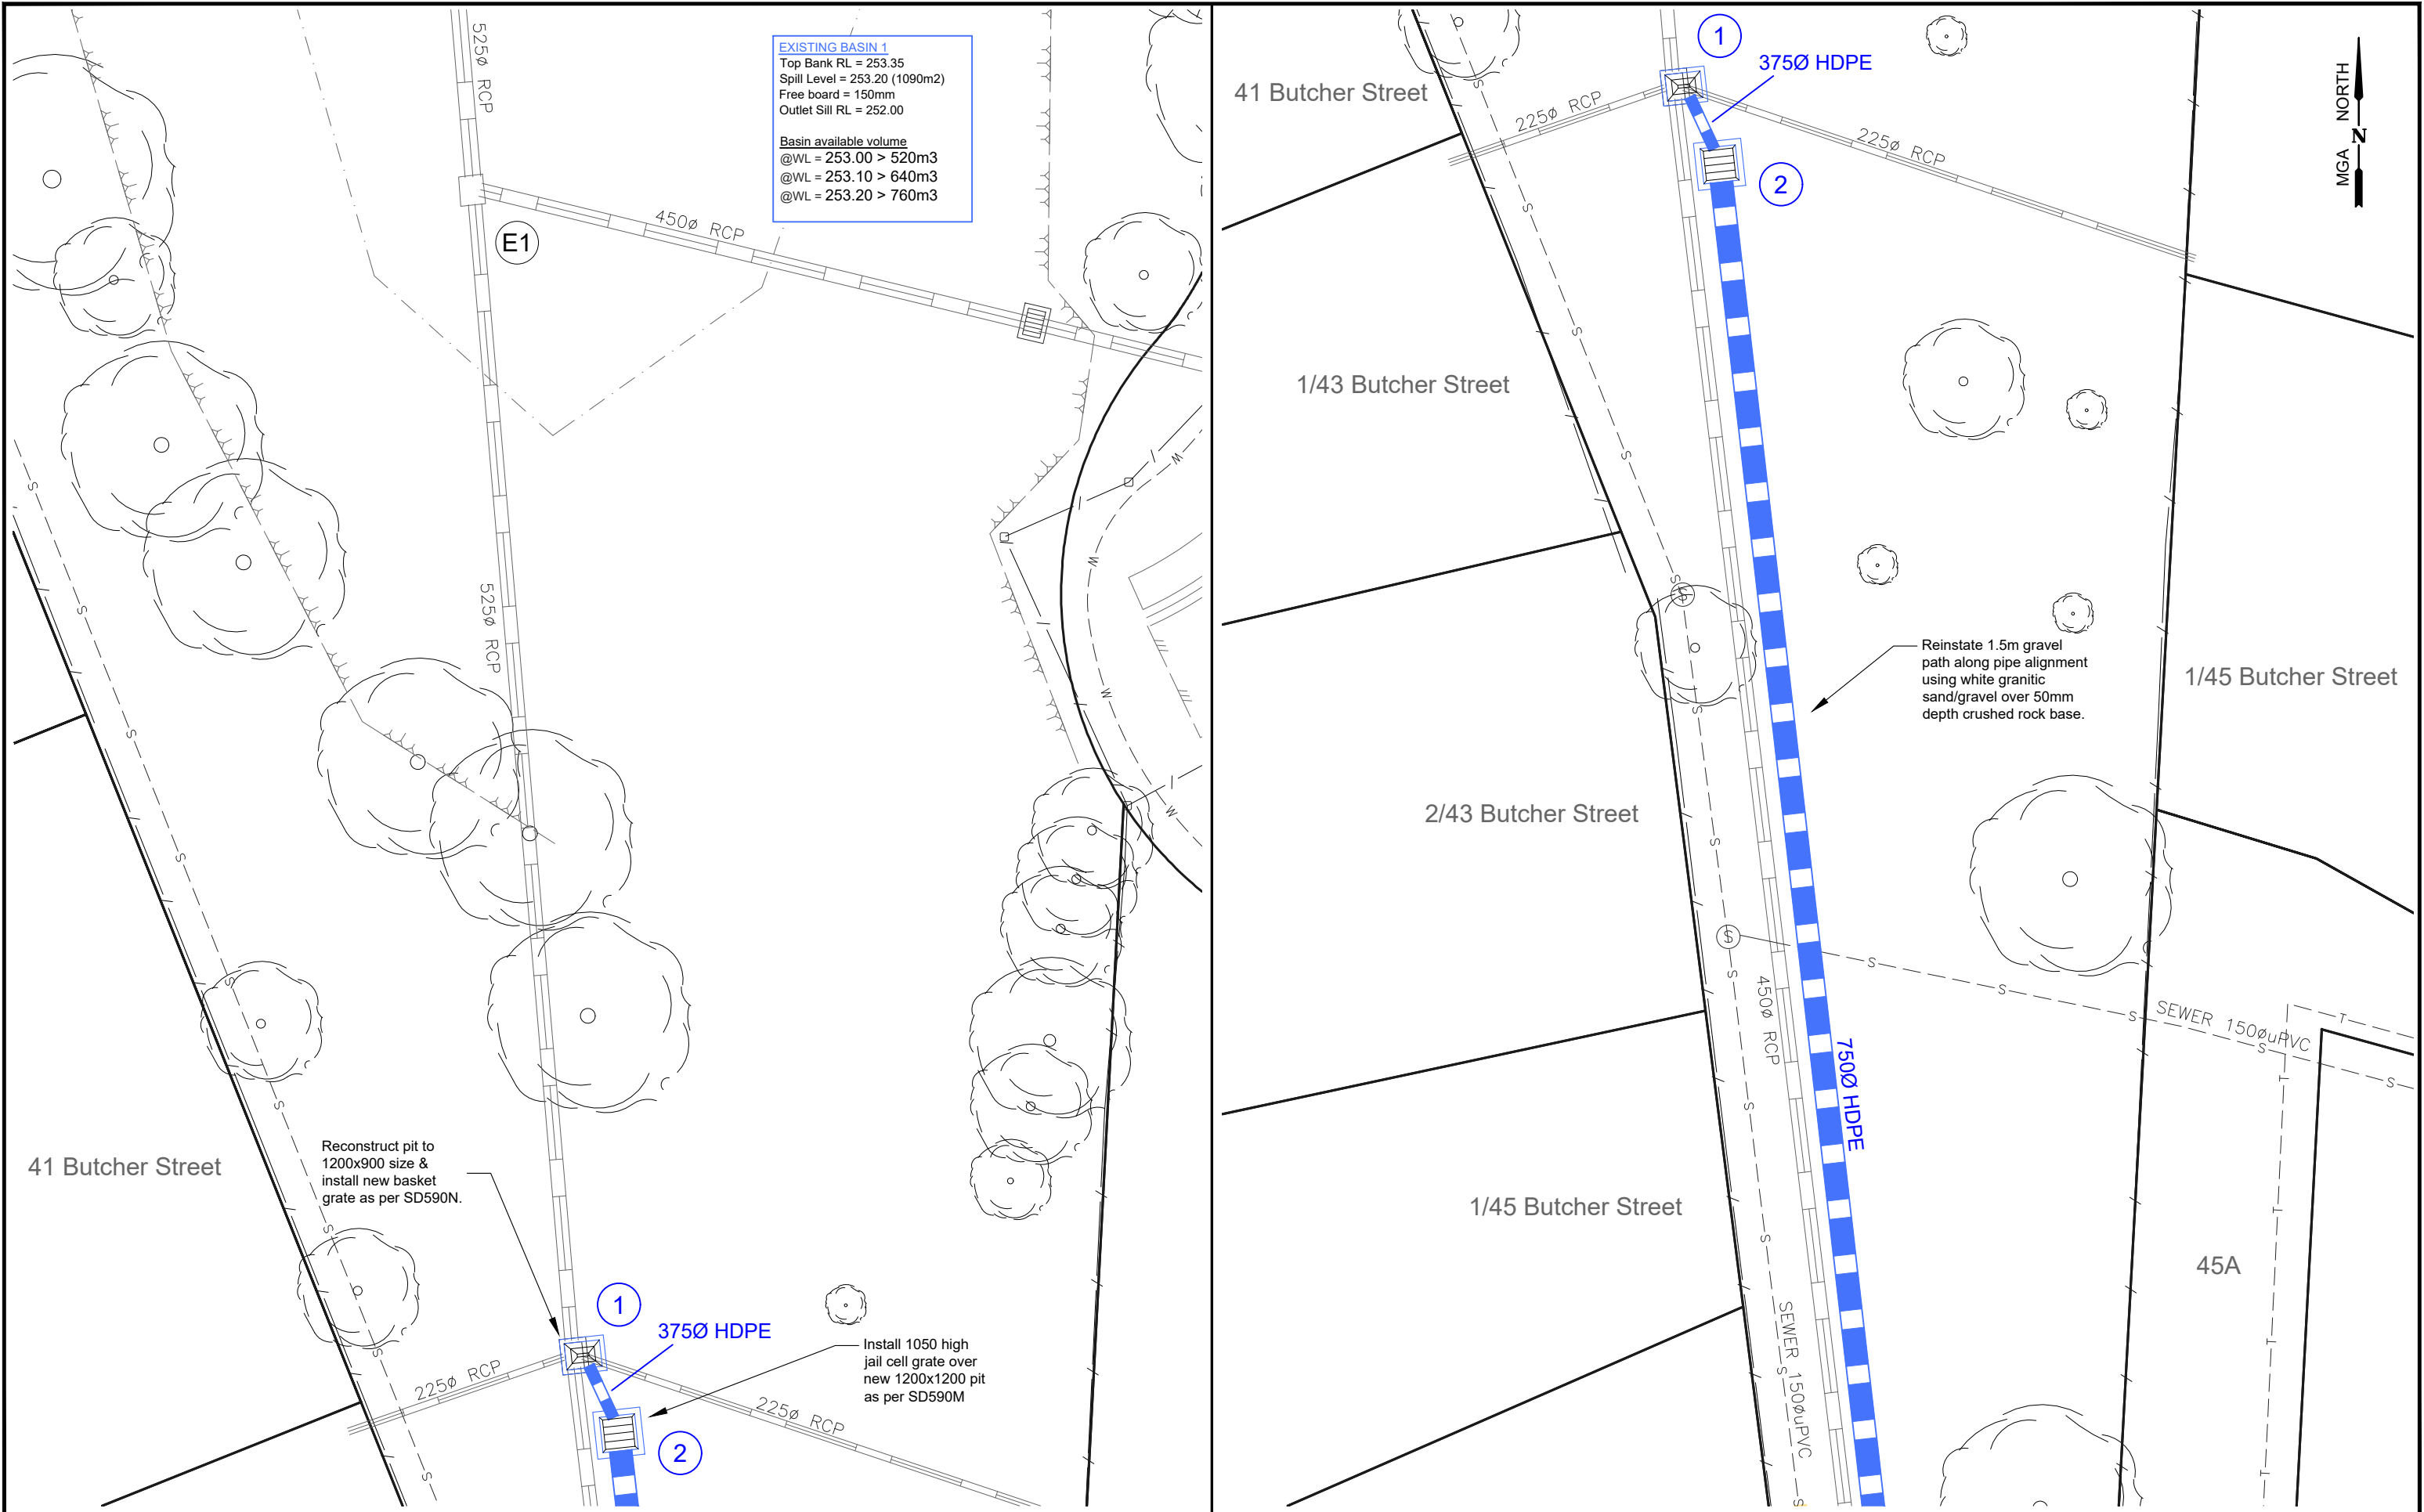 525ø RCP
EXISTING BASIN 1
Top Bank RL = 253.35
Spill Level = 253.20 (1090m2)
Free board = 150mm
Outlet Sill RL = 252.00
Basin available volume
@WL = 253.00 > 520m3
@WL = 253.10 > 640m3
@WL = 253.20 > 760m3
450ø RCP
E1
525ø RCP
S
S
S
S
S
S
S
S
S
W
W
W
W
41 Butcher Street
Reconstruct pit to
1200x900 size &
install new basket
grate as per SD590N.
1
375Ø HDPE
Install 1050 high
jail cell grate over
new 1200x1200 pit
as per SD590M
225ø RCP
225ø RCP
2
1
375Ø HDPE
41 Butcher Street
225ø RCP
225ø RCP
2
MGA NORTH
N
1/43 Butcher Street
S
S
S
S
S
S
Reinstate 1.5m gravel
path along pipe alignment
using white granitic
sand/gravel over 50mm
depth crushed rock base.
1/45 Butcher Street
2/43 Butcher Street
S
S
S
S
S
S
SEWER 150øuPVC
S
S
S
T
T
T
T
T
450ø RCP
750Ø HDPE
S
S
S
1/45 Butcher Street
45A
SEWER 150øuPVC
S
S